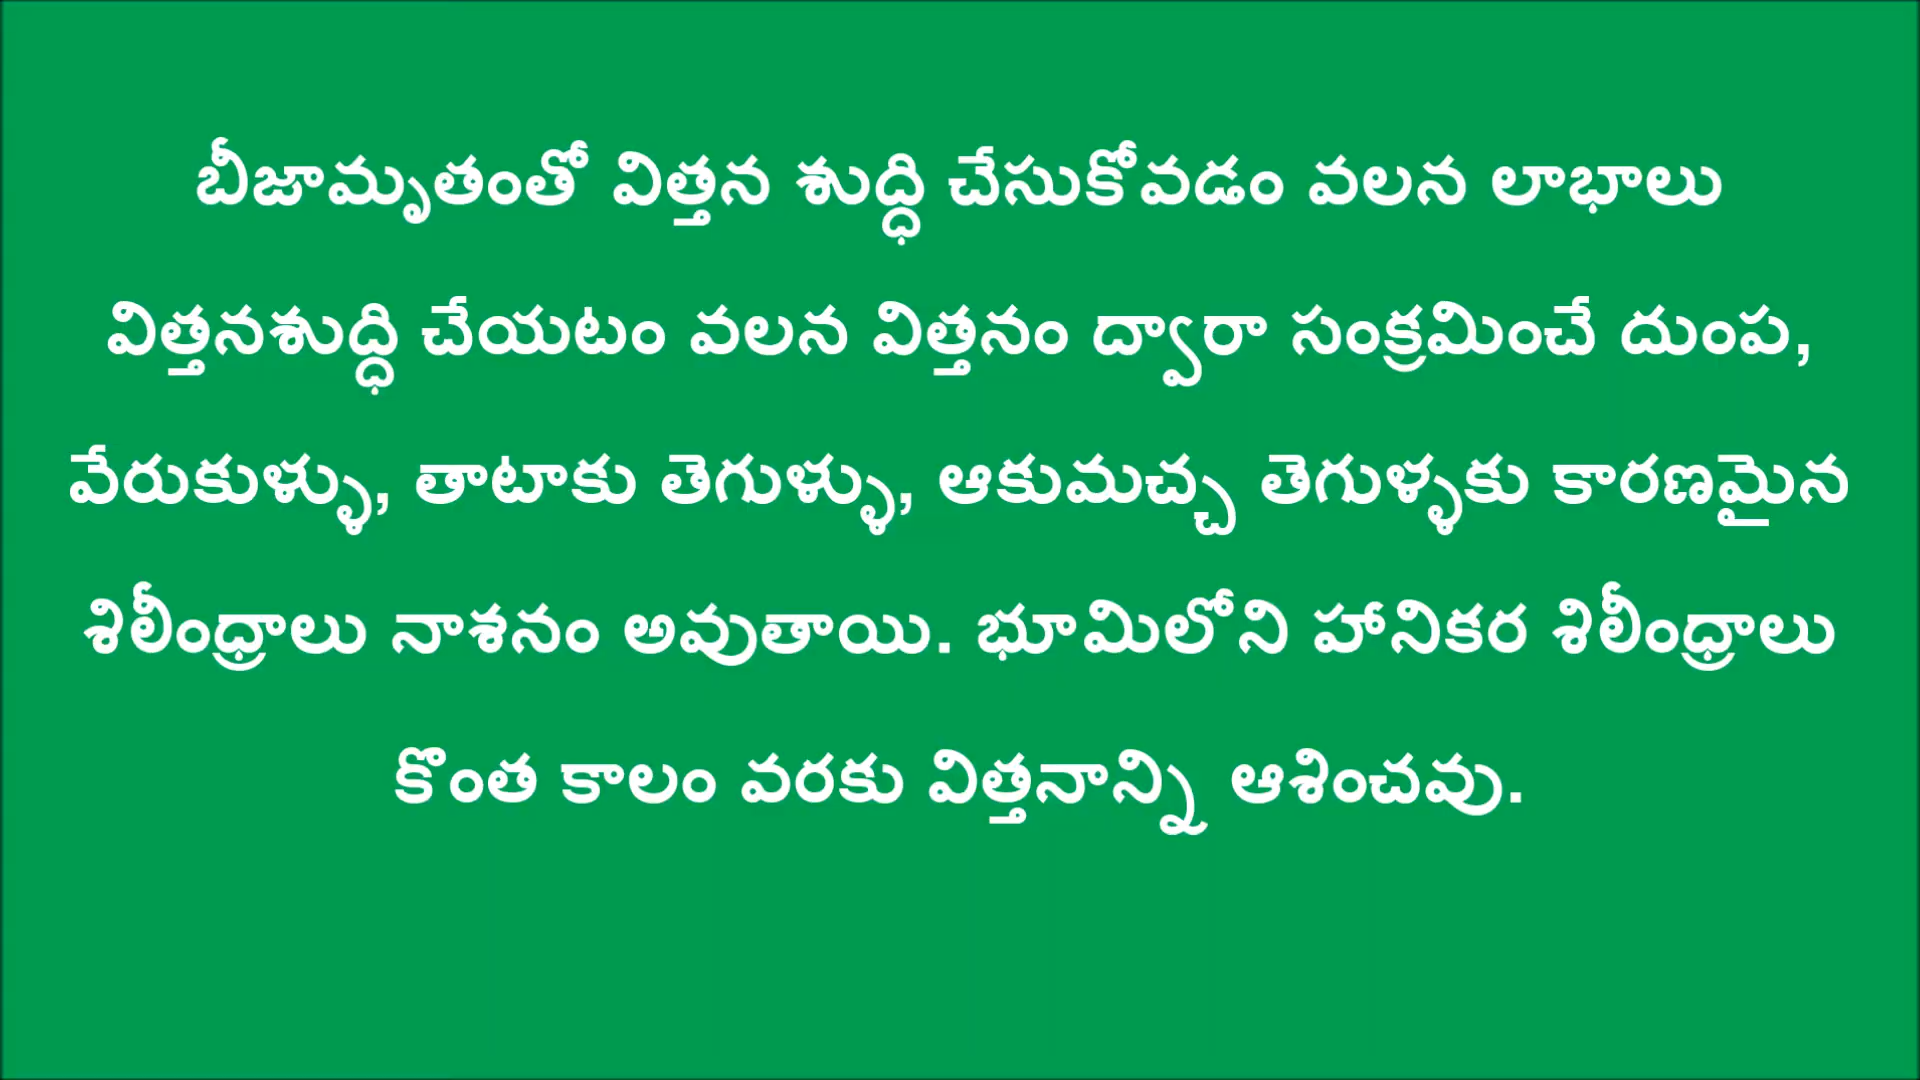 బీజామృతంతో విత్తన శుద్ధి చేసుకోవడం వలన లాభాలు
విత్తనశుద్ధి చేయటం వలన విత్తనం ద్వారా సంక్రమించే దుంప,
వేరుకుళ్ళు, తాటాకు తెగుళ్ళు, ఆకుమచ్చ తెగుళ్ళకు కారణమైన
శిలీంధ్రాలు నాశనం అవుతాయి. భూమిలోని హానికర శిలీంధ్రాలు
కొంత కాలం వరకు విత్తనాన్ని ఆశించవు.